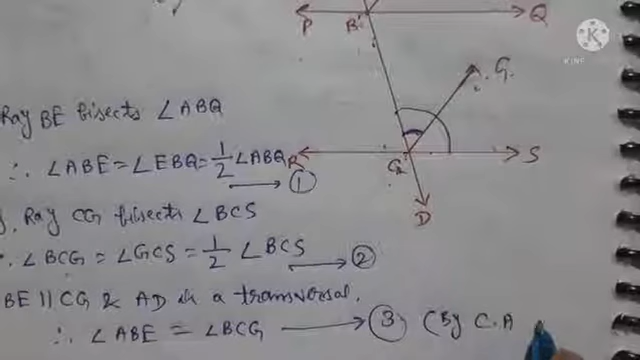 P B Q
KINE
G.
Ray BE bisects ∠ABQ
∴ ∠ABE = ∠EBQ = 1/2 ∠ABQ → ①
R C S
D
Ray CG bisects ∠BCS
∴ ∠BCG = ∠GCS = 1/2 ∠BCS → ②
BE || CG & AD is a transversal.
∴ ∠ABE = ∠BCG → ③ (By C.A